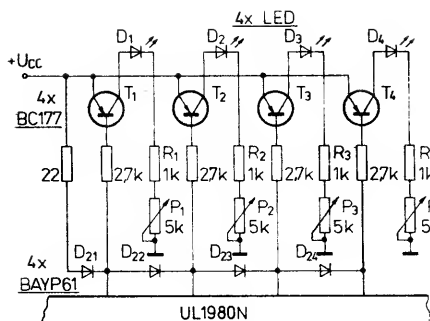 4x LED
D1
D2
D3
D4
+UCC
4x
BC177
T1
T2
T3
T4
22
2,7k
R1
1k
2,7k
R2
1k
2,7k
R3
1k
2,7k
R
1k
P1
5k
P2
5k
P3
5k
P
5k
D21
D22
D23
D24
4x
BAYP61
UL1980N